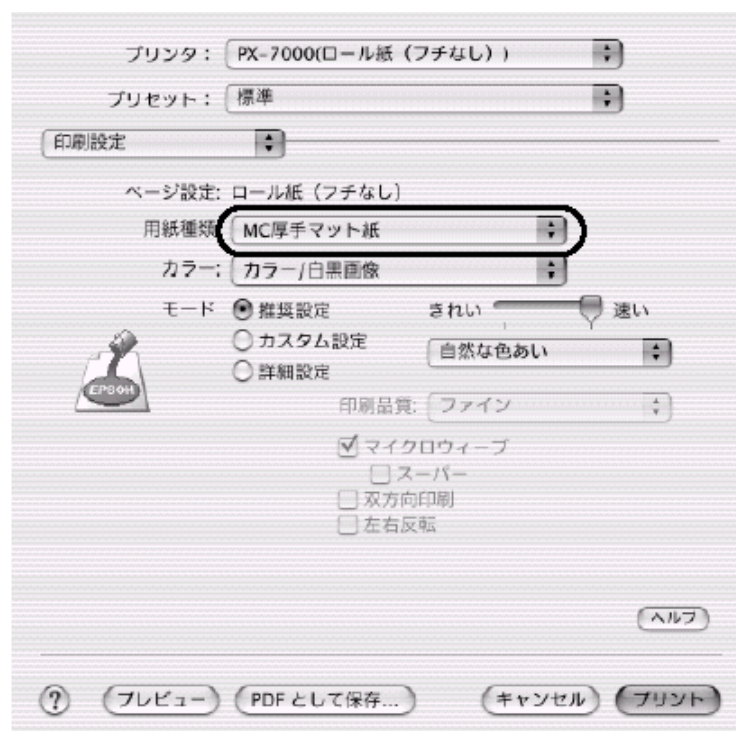 プリンタ： PX-7000(ロール紙（フチなし）)
プリセット： 標準
印刷設定
ページ設定: ロール紙（フチなし）
用紙種類 MC厚手マット紙
カラー: カラー/白黒画像
モード 推奨設定 きれい 速い
カスタム設定 自然な色あい
詳細設定
EPSON
印刷品質: ファイン
マイクロウィーブ
スーパー
双方向印刷
左右反転
ヘルプ
? プレビュー PDF として保存... キャンセル プリント